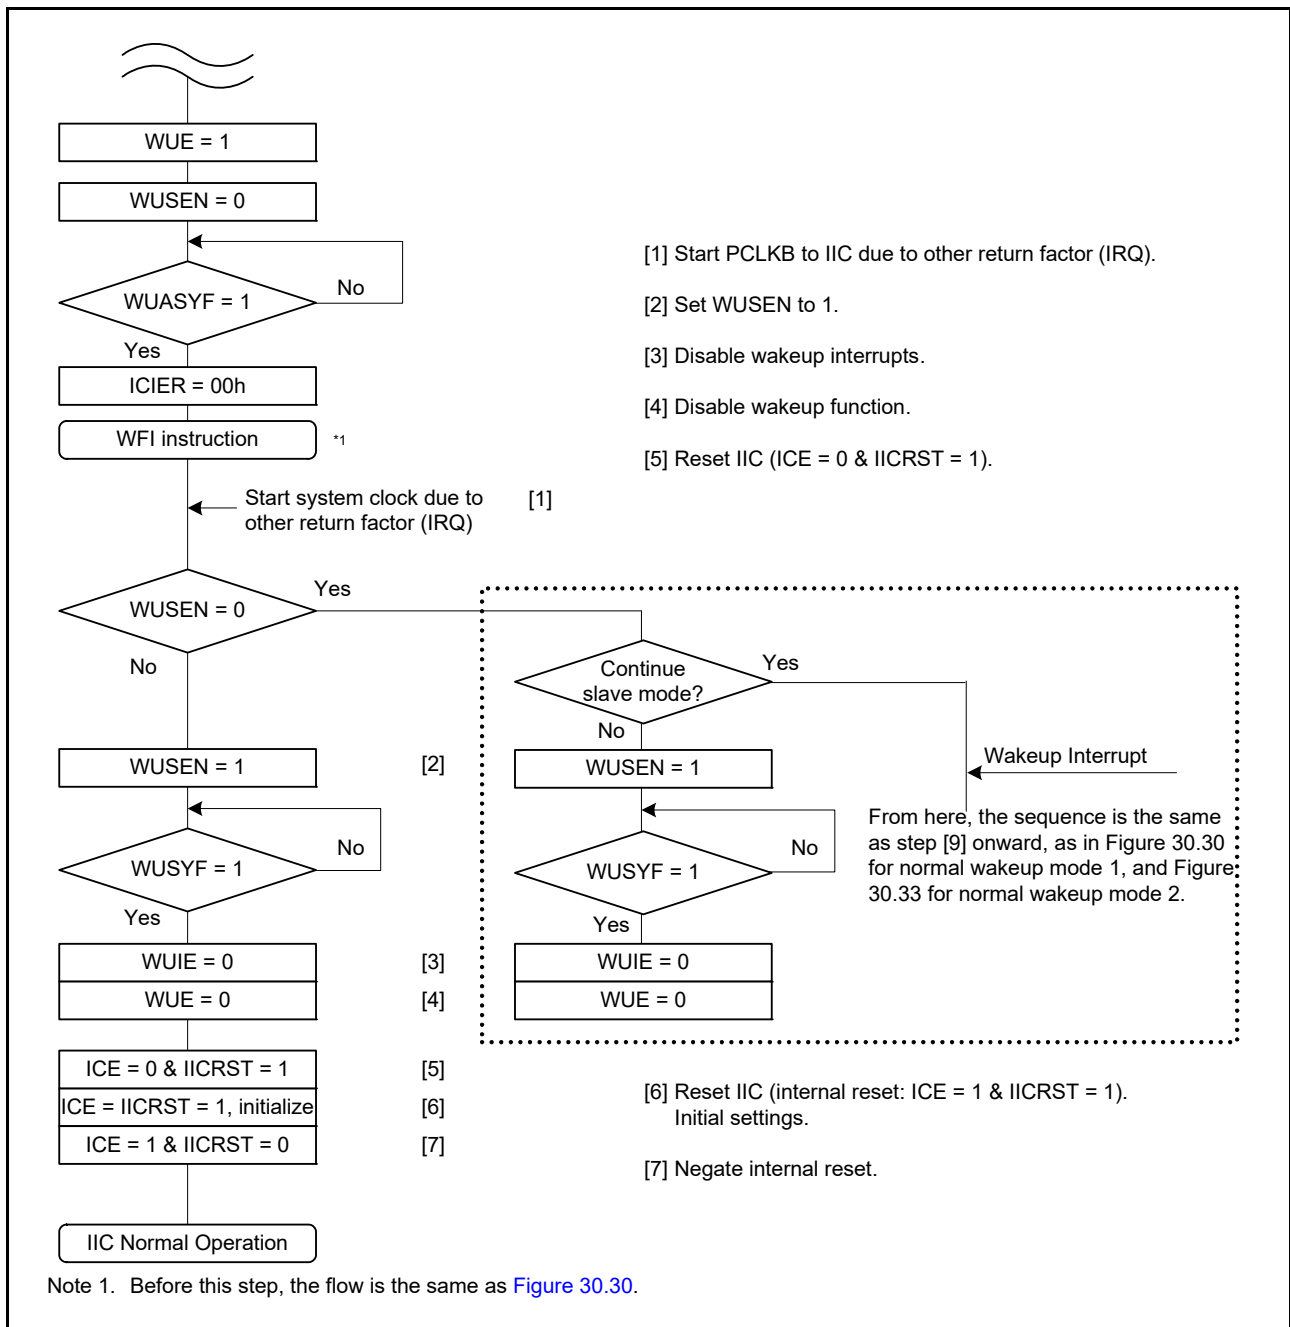 WUE = 1
WUSEN = 0
WUASYF = 1
No
Yes
ICIER = 00h
WFI instruction
*1
Start system clock due to
other return factor (IRQ)
[1]
[1] Start PCLKB to IIC due to other return factor (IRQ).
[2] Set WUSEN to 1.
[3] Disable wakeup interrupts.
[4] Disable wakeup function.
[5] Reset IIC (ICE = 0 & IICRST = 1).
WUSEN = 0
Yes
No
WUSEN = 1
[2]
WUSYF = 1
No
Yes
WUIE = 0
[3]
WUE = 0
[4]
Continue
slave mode?
Yes
No
WUSEN = 1
WUSYF = 1
No
Yes
WUIE = 0
WUE = 0
Wakeup Interrupt
From here, the sequence is the same
as step [9] onward, as in Figure 30.30
for normal wakeup mode 1, and Figure
30.33 for normal wakeup mode 2.
ICE = 0 & IICRST = 1
[5]
ICE = IICRST = 1, initialize
[6]
ICE = 1 & IICRST = 0
[7]
[6] Reset IIC (internal reset: ICE = 1 & IICRST = 1).
Initial settings.
[7] Negate internal reset.
IIC Normal Operation
Note 1. Before this step, the flow is the same as Figure 30.30.